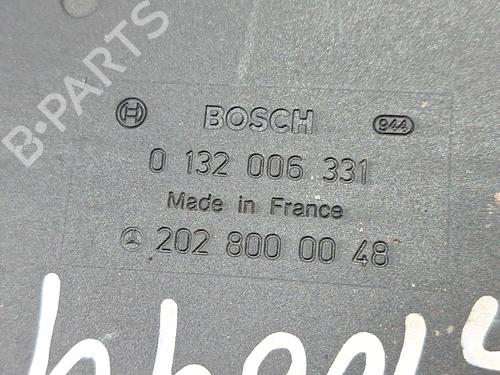 B-PARTS
BOSCH 944
0 132 006 331
Made in France
202 800 00 48